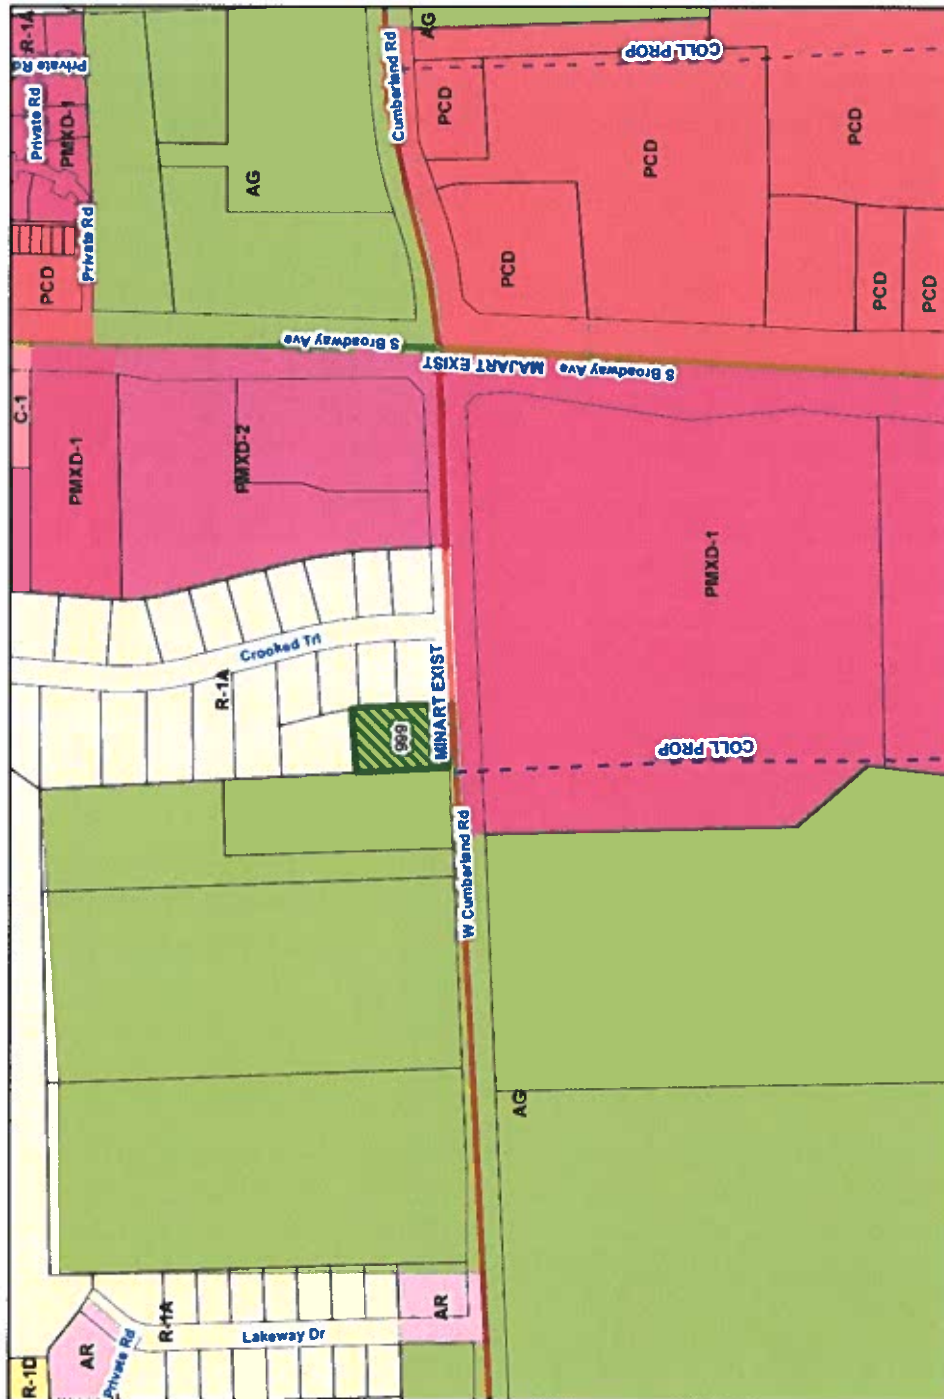 R-1A
Private Rd
Private Rd
PMXD-1
Private Rd
PCD
AG
Cumberland Rd
AG
COLL PROP
PCD
PCD
PCD
PCD
PCD
PCD
S Broadway Ave
MAJART EXIST
S Broadway Ave
C-1
PMXD-1
PMXD-2
PMXD-1
Crooked Trl
R-1A
MINART EXIST
999
COLL PROP
W Cumberland Rd
AG
R-1D
AR
Private Rd
R-1A
Lakeway Dr
AR